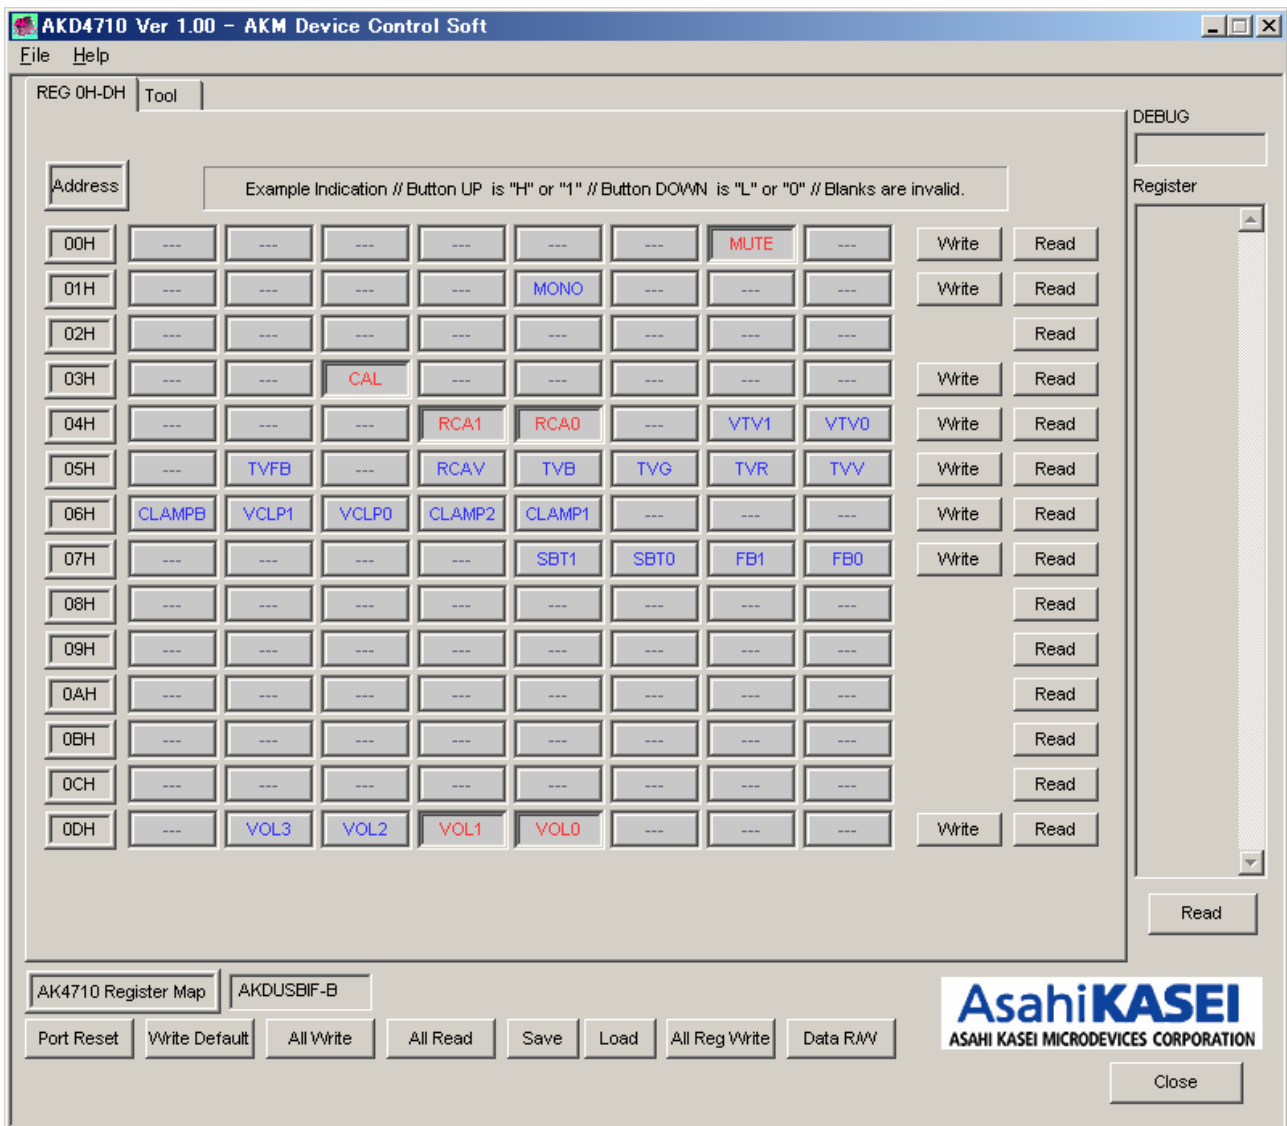 AKD4710 Ver 1.00 - AKM Device Control Soft
File Help
REG 0H-DH Tool
DEBUG
Address Example Indication // Button UP is "H" or "1" // Button DOWN is "L" or "0" // Blanks are invalid.
Register
00H --- --- --- --- --- --- MUTE --- Write Read
01H --- --- --- --- MONO --- --- --- Write Read
02H --- --- --- --- --- --- --- --- Read
03H --- --- CAL --- --- --- --- --- Write Read
04H --- --- --- RCA1 RCA0 --- VTV1 VTV0 Write Read
05H --- TVFB --- RCAV TVB TVG TVR TVV Write Read
06H CLAMPB VCLP1 VCLP0 CLAMP2 CLAMP1 --- --- --- Write Read
07H --- --- --- --- SBT1 SBT0 FB1 FB0 Write Read
08H --- --- --- --- --- --- --- --- Read
09H --- --- --- --- --- --- --- --- Read
0AH --- --- --- --- --- --- --- --- Read
0BH --- --- --- --- --- --- --- --- Read
0CH --- --- --- --- --- --- --- --- Read
0DH --- VOL3 VOL2 VOL1 VOL0 --- --- --- Write Read
Read
AK4710 Register Map AKDUSBIF-B
AsahiKASEI
ASAHI KASEI MICRODEVICES CORPORATION
Port Reset Write Default All Write All Read Save Load All Reg Write Data R/W
Close